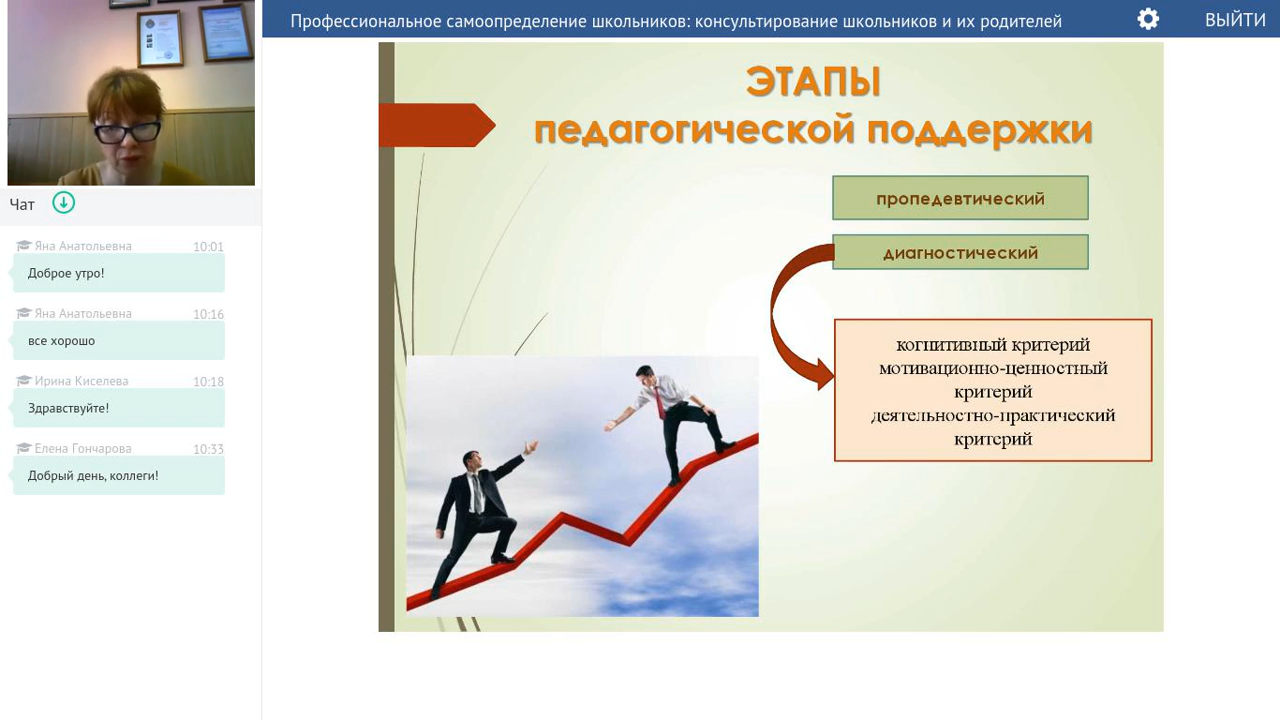 Профессиональное самоопределение школьников: консультирование школьников и их родителей
ВЫЙТИ
Чат
Яна Анатольевна 10:01
Доброе утро!
Яна Анатольевна 10:16
все хорошо
Ирина Киселева 10:18
Здравствуйте!
Елена Гончарова 10:33
Добрый день, коллеги!
ЭТАПЫ
педагогической поддержки
пропедевтический
диагностический
когнитивный критерий
мотивационно-ценностный
критерий
деятельностно-практический
критерий